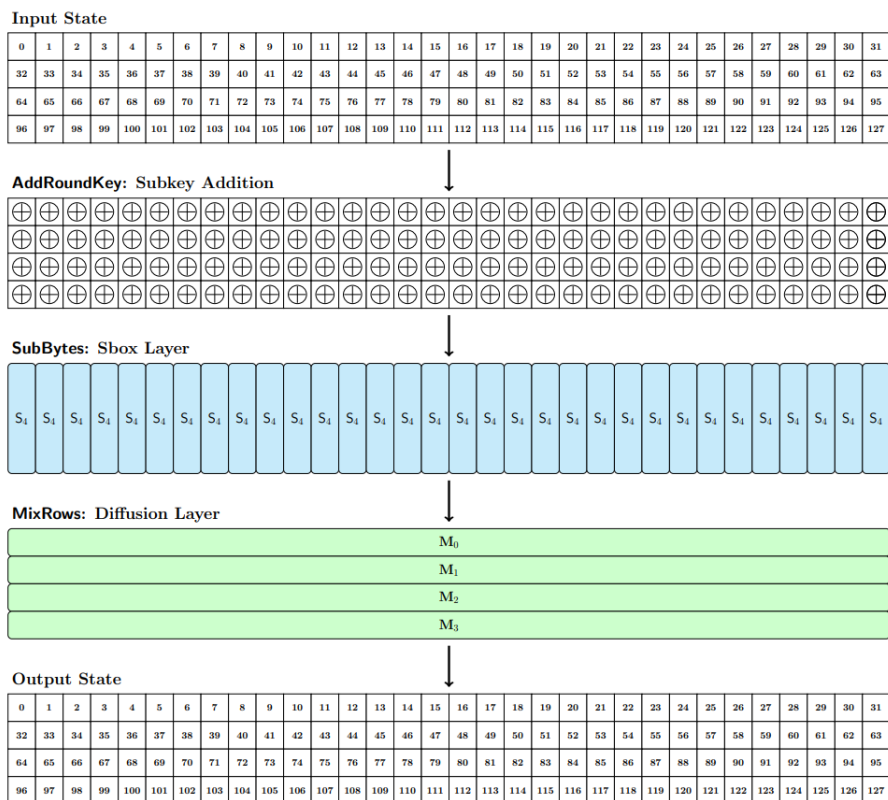 Input State
0 1 2 3 4 5 6 7 8 9 10 11 12 13 14 15 16 17 18 19 20 21 22 23 24 25 26 27 28 29 30 31
32 33 34 35 36 37 38 39 40 41 42 43 44 45 46 47 48 49 50 51 52 53 54 55 56 57 58 59 60 61 62 63
64 65 66 67 68 69 70 71 72 73 74 75 76 77 78 79 80 81 82 83 84 85 86 87 88 89 90 91 92 93 94 95
96 97 98 99 100 101 102 103 104 105 106 107 108 109 110 111 112 113 114 115 116 117 118 119 120 121 122 123 124 125 126 127
AddRoundKey: Subkey Addition
SubBytes: Sbox Layer
S₄ S₄ S₄ S₄ S₄ S₄ S₄ S₄ S₄ S₄ S₄ S₄ S₄ S₄ S₄ S₄ S₄ S₄ S₄ S₄ S₄ S₄ S₄ S₄ S₄ S₄ S₄ S₄ S₄ S₄ S₄ S₄
MixRows: Diffusion Layer
M₀
M₁
M₂
M₃
Output State
0 1 2 3 4 5 6 7 8 9 10 11 12 13 14 15 16 17 18 19 20 21 22 23 24 25 26 27 28 29 30 31
32 33 34 35 36 37 38 39 40 41 42 43 44 45 46 47 48 49 50 51 52 53 54 55 56 57 58 59 60 61 62 63
64 65 66 67 68 69 70 71 72 73 74 75 76 77 78 79 80 81 82 83 84 85 86 87 88 89 90 91 92 93 94 95
96 97 98 99 100 101 102 103 104 105 106 107 108 109 110 111 112 113 114 115 116 117 118 119 120 121 122 123 124 125 126 127